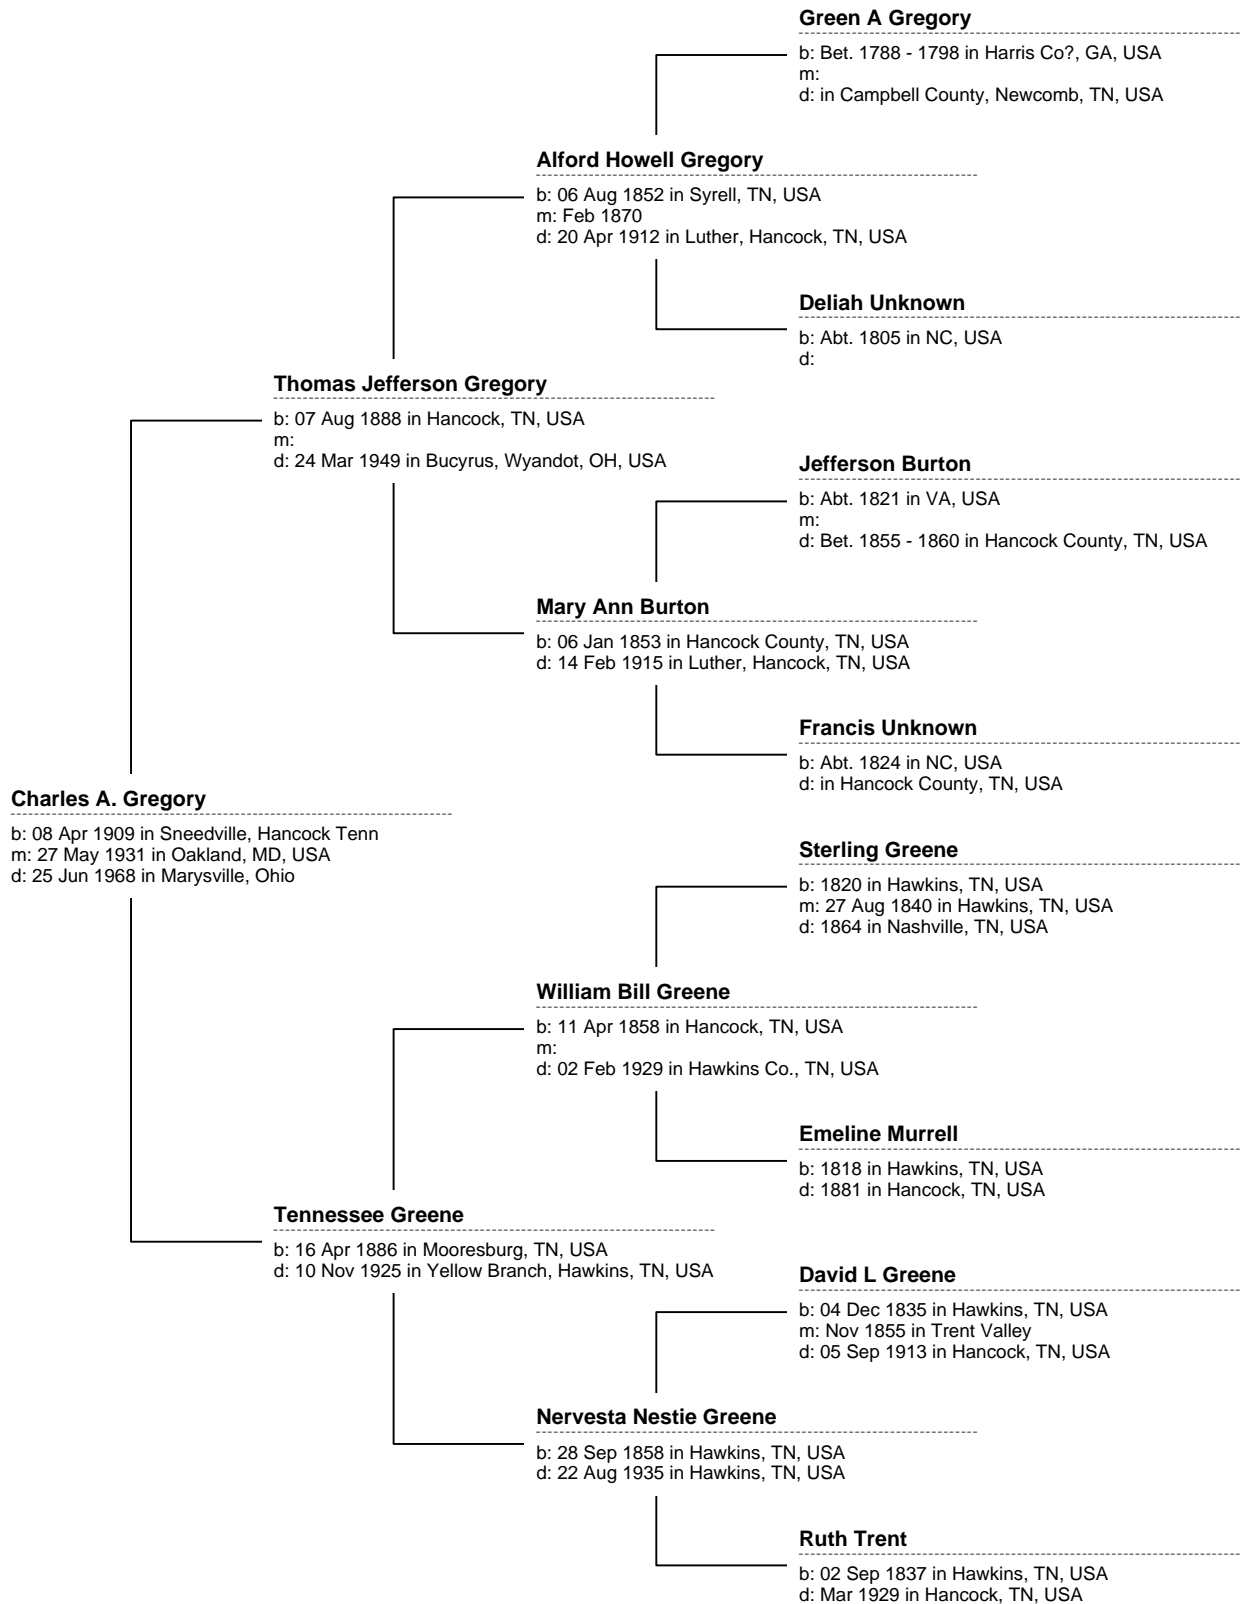 Green A Gregory
b: Bet. 1788 - 1798 in Harris Co?, GA, USA
m:
d: in Campbell County, Newcomb, TN, USA
Alford Howell Gregory
b: 06 Aug 1852 in Syrell, TN, USA
m: Feb 1870
d: 20 Apr 1912 in Luther, Hancock, TN, USA
Deliah Unknown
b: Abt. 1805 in NC, USA
d:
Thomas Jefferson Gregory
b: 07 Aug 1888 in Hancock, TN, USA
m:
d: 24 Mar 1949 in Bucyrus, Wyandot, OH, USA
Jefferson Burton
b: Abt. 1821 in VA, USA
m:
d: Bet. 1855 - 1860 in Hancock County, TN, USA
Mary Ann Burton
b: 06 Jan 1853 in Hancock County, TN, USA
d: 14 Feb 1915 in Luther, Hancock, TN, USA
Francis Unknown
b: Abt. 1824 in NC, USA
d: in Hancock County, TN, USA
Charles A. Gregory
b: 08 Apr 1909 in Sneedville, Hancock Tenn
m: 27 May 1931 in Oakland, MD, USA
d: 25 Jun 1968 in Marysville, Ohio
Sterling Greene
b: 1820 in Hawkins, TN, USA
m: 27 Aug 1840 in Hawkins, TN, USA
d: 1864 in Nashville, TN, USA
William Bill Greene
b: 11 Apr 1858 in Hancock, TN, USA
m:
d: 02 Feb 1929 in Hawkins Co., TN, USA
Emeline Murrell
b: 1818 in Hawkins, TN, USA
d: 1881 in Hancock, TN, USA
Tennessee Greene
b: 16 Apr 1886 in Mooresburg, TN, USA
d: 10 Nov 1925 in Yellow Branch, Hawkins, TN, USA
David L Greene
b: 04 Dec 1835 in Hawkins, TN, USA
m: Nov 1855 in Trent Valley
d: 05 Sep 1913 in Hancock, TN, USA
Nervesta Nestie Greene
b: 28 Sep 1858 in Hawkins, TN, USA
d: 22 Aug 1935 in Hawkins, TN, USA
Ruth Trent
b: 02 Sep 1837 in Hawkins, TN, USA
d: Mar 1929 in Hancock, TN, USA